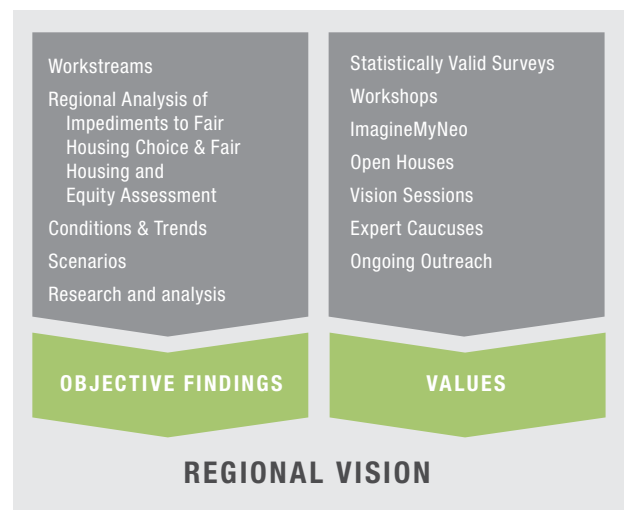 Workstreams
Regional Analysis of
Impediments to Fair
Housing Choice & Fair
Housing and
Equity Assessment
Conditions & Trends
Scenarios
Research and analysis
OBJECTIVE FINDINGS
Statistically Valid Surveys
Workshops
ImagineMyNeo
Open Houses
Vision Sessions
Expert Caucuses
Ongoing Outreach
VALUES
REGIONAL VISION